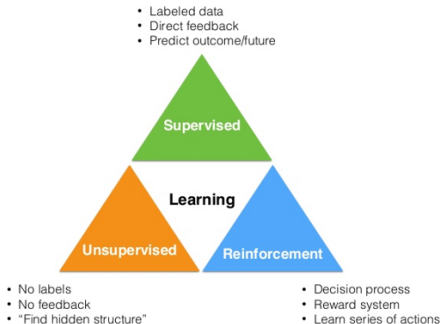 • Labeled data
• Direct feedback
• Predict outcome/future
Supervised
Learning
Unsupervised
Reinforcement
• No labels
• No feedback
• “Find hidden structure”
• Decision process
• Reward system
• Learn series of actions